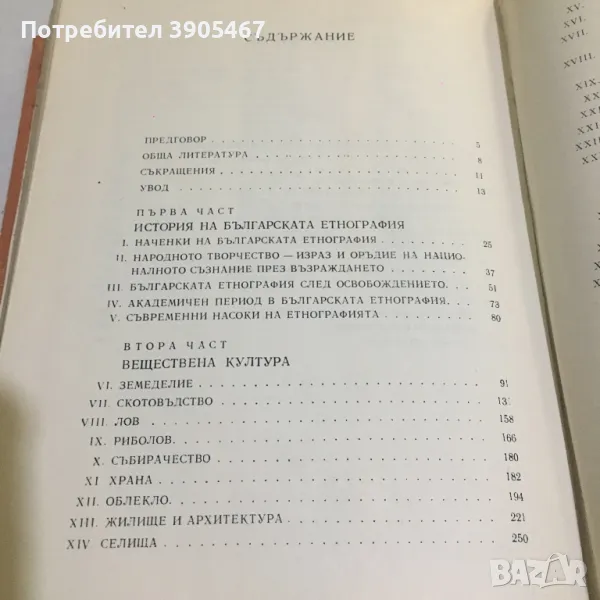 Потребител 3905467
СЪДЪРЖАНИЕ
ПРЕДГОВОР 5
ОБЩА ЛИТЕРАТУРА 8
СЪКРАЩЕНИЯ 11
УВОД 13
ПЪРВА ЧАСТ
ИСТОРИЯ НА БЪЛГАРСКАТА ЕТНОГРАФИЯ
I. НАЧЕНКИ НА БЪЛГАРСКАТА ЕТНОГРАФИЯ 25
II. НАРОДНОТО ТВОРЧЕСТВО — ИЗРАЗ И ОРЪДИЕ НА НАЦИО-
НАЛНОТО СЪЗНАНИЕ ПРЕЗ ВЪЗРАЖДАНЕТО 37
III. БЪЛГАРСКАТА ЕТНОГРАФИЯ СЛЕД ОСВОБОЖДЕНИЕТО. 51
IV. АКАДЕМИЧЕН ПЕРИОД В БЪЛГАРСКАТА ЕТНОГРАФИЯ. 73
V. СЪВРЕМЕННИ НАСОКИ НА ЕТНОГРАФИЯТА 80
ВТОРА ЧАСТ
ВЕЩЕСТВЕНА КУЛТУРА
VI. ЗЕМЕДЕЛИЕ 91
VII. СКОТОВЪДСТВО
VIII. ЛОВ 158
IX. РИБОЛОВ. 166
X. СЪБИРАЧЕСТВО 180
XI ХРАНА 182
XII. ОБЛЕКЛО. 194
XIII. ЖИЛИЩЕ И АРХИТЕКТУРА 221
XIV СЕЛИЩА 250
XV.
XVI.
XVII.
XVIII.
XIX.
BAZAR